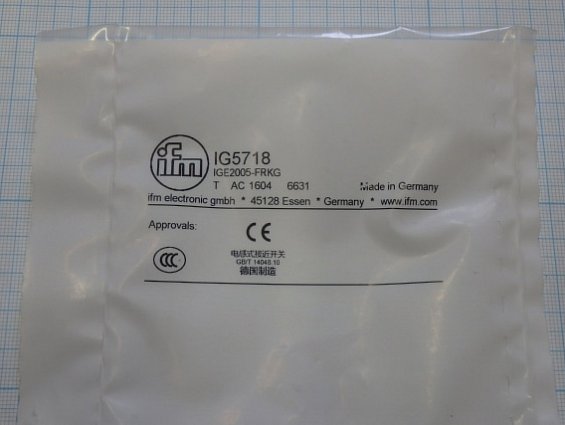 ifm
IG5718
IGE2005-FRKG
T AC 1604 6631 Made in Germany
ifm electronic gmbh * 45128 Essen * Germany * www.ifm.com
Approvals: CE
CCC
电感式接近开关
GB/T 14048.10
德国制造